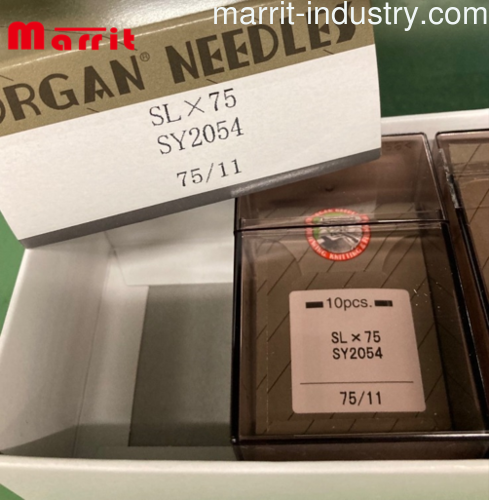 marrit-industry.com
Marrit
ORGAN® NEEDLES
SL×75
SY2054
75/11
10pcs.
SL×75
SY2054
75/11